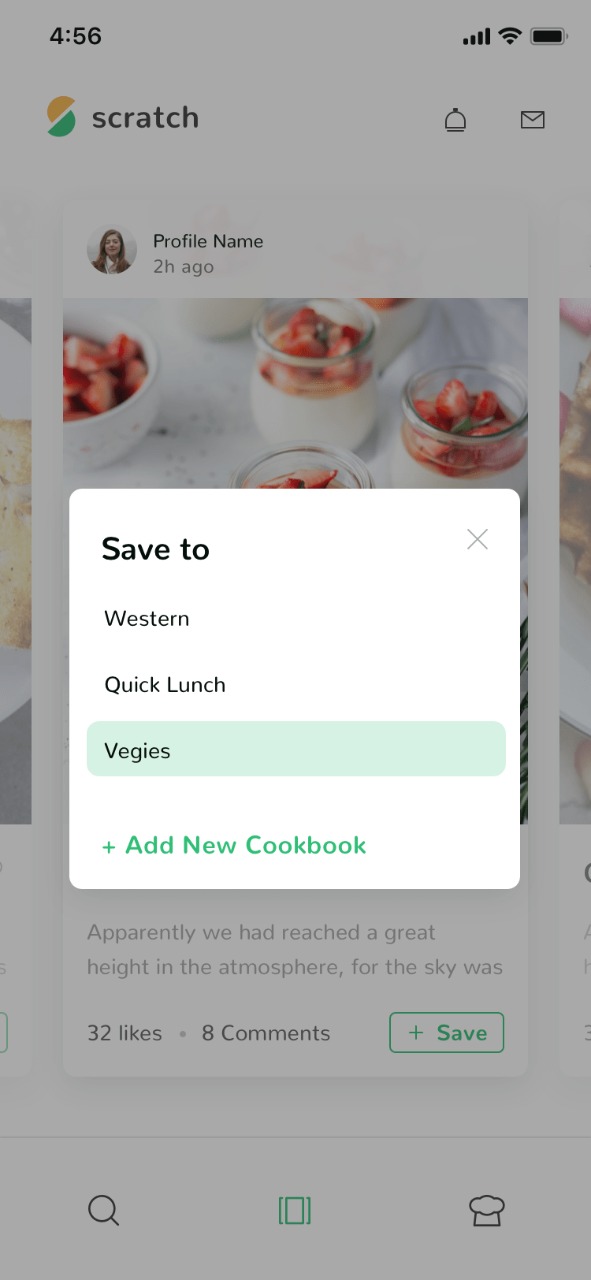 4:56
scratch
Profile Name
2h ago
Save to
Western
Quick Lunch
Vegies
+ Add New Cookbook
Apparently we had reached a great
height in the atmosphere, for the sky was
32 likes • 8 Comments
+ Save